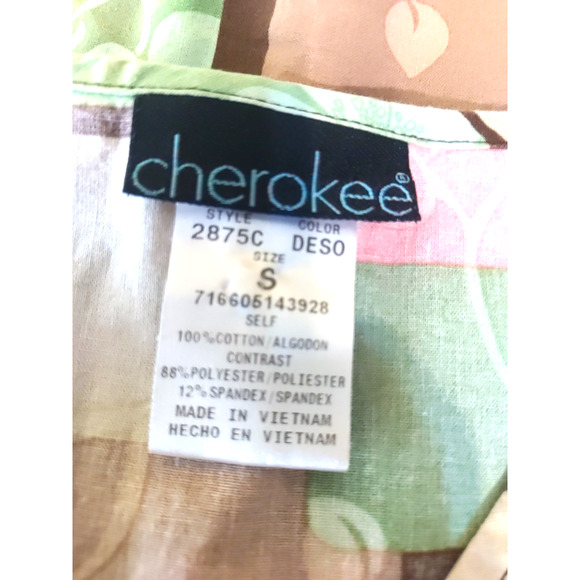 cherokee®
STYLE COLOR
2875C DESO
SIZE
S
716605143928
SELF
100%COTTON/ALGODON
CONTRAST
88%POLYESTER/POLIESTER
12%SPANDEX/SPANDEX
MADE IN VIETNAM
HECHO EN VIETNAM